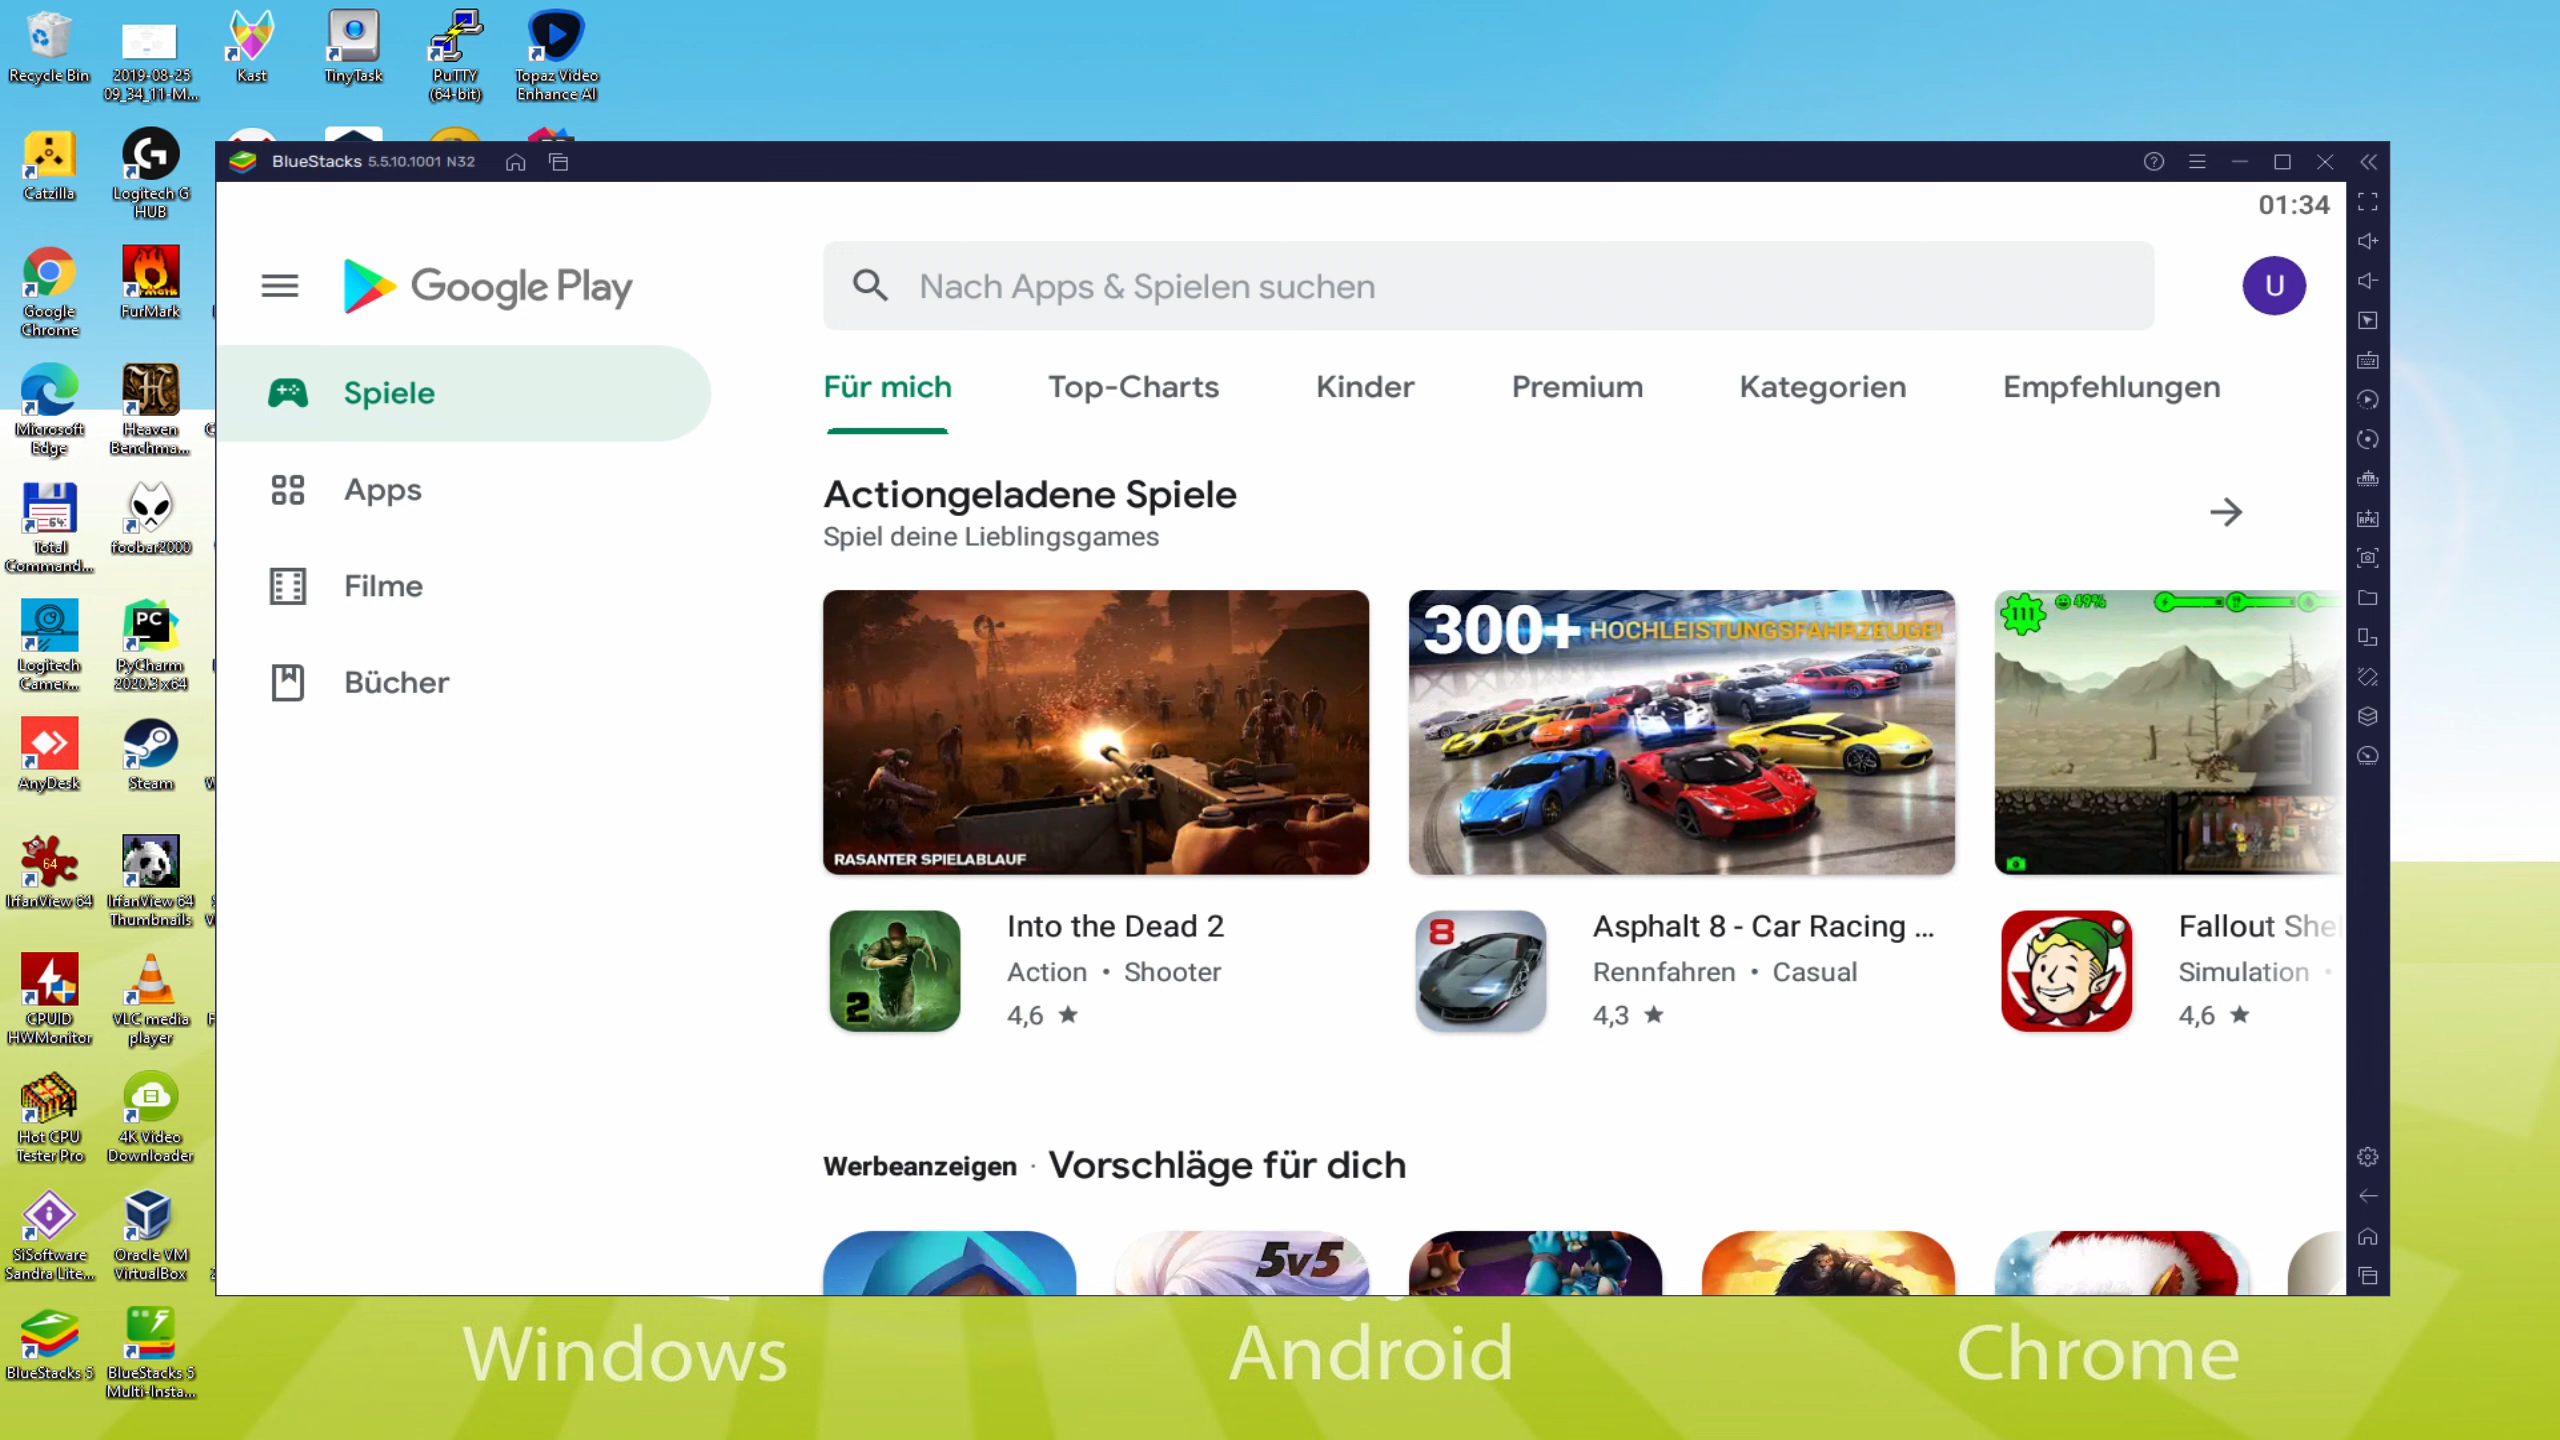 Recycle Bin
2019-08-25
09_34_11-M...
Kast
TinyTask
PuTTY
(64-bit)
Topaz Video
Enhance AI
Catzilla
Logitech G
HUB
Google
Chrome
FurMark
Microsoft
Edge
Heaven
Benchma...
Total
Command...
foobar2000
Logitech
Camer...
PyCharm
2020.3 x64
AnyDesk
Steam
IrfanView 64
IrfanView 64
Thumbnails
CPUID
HWMonitor
VLC media
player
Hot CPU
Tester Pro
4K Video
Downloader
SiSoftware
Sandra Lite...
Oracle VM
VirtualBox
BlueStacks 5
BlueStacks 5
Multi-Insta...
BlueStacks 5.5.10.1001 N32
01:34
Google Play
Nach Apps & Spielen suchen
U
Spiele
Apps
Filme
Bücher
Für mich
Top-Charts
Kinder
Premium
Kategorien
Empfehlungen
Actiongeladene Spiele
Spiel deine Lieblingsgames
RASANTER SPIELABLAUF
300+ HOCHLEISTUNGSFAHRZEUGE!
111
49%
2
Into the Dead 2
Action • Shooter
4,6 ★
8
Asphalt 8 - Car Racing ...
Rennfahren • Casual
4,3 ★
Fallout She
Simulation •
4,6 ★
Werbeanzeigen · Vorschläge für dich
5v5
Windows
Android
Chrome